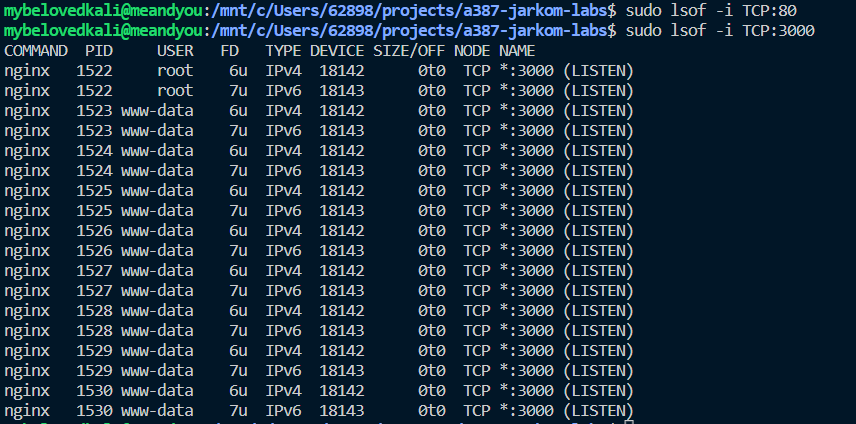 mybelovedkali@meandyou:/mnt/c/Users/62898/projects/a387-jarkom-labs$ sudo lsof -i TCP:80
mybelovedkali@meandyou:/mnt/c/Users/62898/projects/a387-jarkom-labs$ sudo lsof -i TCP:3000
COMMAND  PID     USER   FD   TYPE DEVICE SIZE/OFF NODE NAME
nginx   1522     root    6u  IPv4  18142      0t0  TCP *:3000 (LISTEN)
nginx   1522     root    7u  IPv6  18143      0t0  TCP *:3000 (LISTEN)
nginx   1523 www-data    6u  IPv4  18142      0t0  TCP *:3000 (LISTEN)
nginx   1523 www-data    7u  IPv6  18143      0t0  TCP *:3000 (LISTEN)
nginx   1524 www-data    6u  IPv4  18142      0t0  TCP *:3000 (LISTEN)
nginx   1524 www-data    7u  IPv6  18143      0t0  TCP *:3000 (LISTEN)
nginx   1525 www-data    6u  IPv4  18142      0t0  TCP *:3000 (LISTEN)
nginx   1525 www-data    7u  IPv6  18143      0t0  TCP *:3000 (LISTEN)
nginx   1526 www-data    6u  IPv4  18142      0t0  TCP *:3000 (LISTEN)
nginx   1526 www-data    7u  IPv6  18143      0t0  TCP *:3000 (LISTEN)
nginx   1527 www-data    6u  IPv4  18142      0t0  TCP *:3000 (LISTEN)
nginx   1527 www-data    7u  IPv6  18143      0t0  TCP *:3000 (LISTEN)
nginx   1528 www-data    6u  IPv4  18142      0t0  TCP *:3000 (LISTEN)
nginx   1528 www-data    7u  IPv6  18143      0t0  TCP *:3000 (LISTEN)
nginx   1529 www-data    6u  IPv4  18142      0t0  TCP *:3000 (LISTEN)
nginx   1529 www-data    7u  IPv6  18143      0t0  TCP *:3000 (LISTEN)
nginx   1530 www-data    6u  IPv4  18142      0t0  TCP *:3000 (LISTEN)
nginx   1530 www-data    7u  IPv6  18143      0t0  TCP *:3000 (LISTEN)